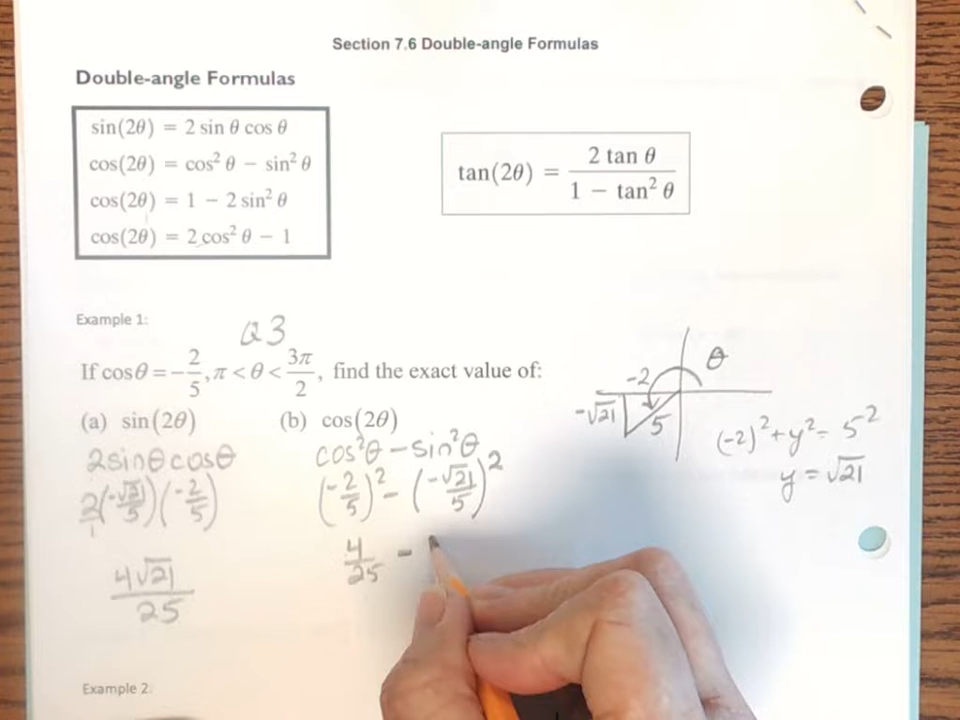 Section 7.6 Double-angle Formulas
Double-angle Formulas
sin(2θ) = 2 sin θ cos θ
cos(2θ) = cos² θ − sin² θ
cos(2θ) = 1 − 2 sin² θ
cos(2θ) = 2 cos² θ − 1
tan(2θ) = 2 tan θ / 1 − tan² θ
Example 1:
Q3
If cos θ = −2/5, π < θ < 3π/2, find the exact value of:
(a) sin(2θ) (b) cos(2θ)
2sinθcosθ
2(-√21/5)(-2/5)
4√21/25
cos²θ − sin²θ
(-2/5)² − (-√21/5)²
4/25 −
θ
-2
-√21
5
(-2)² + y² = 5²
y = √21
Example 2: